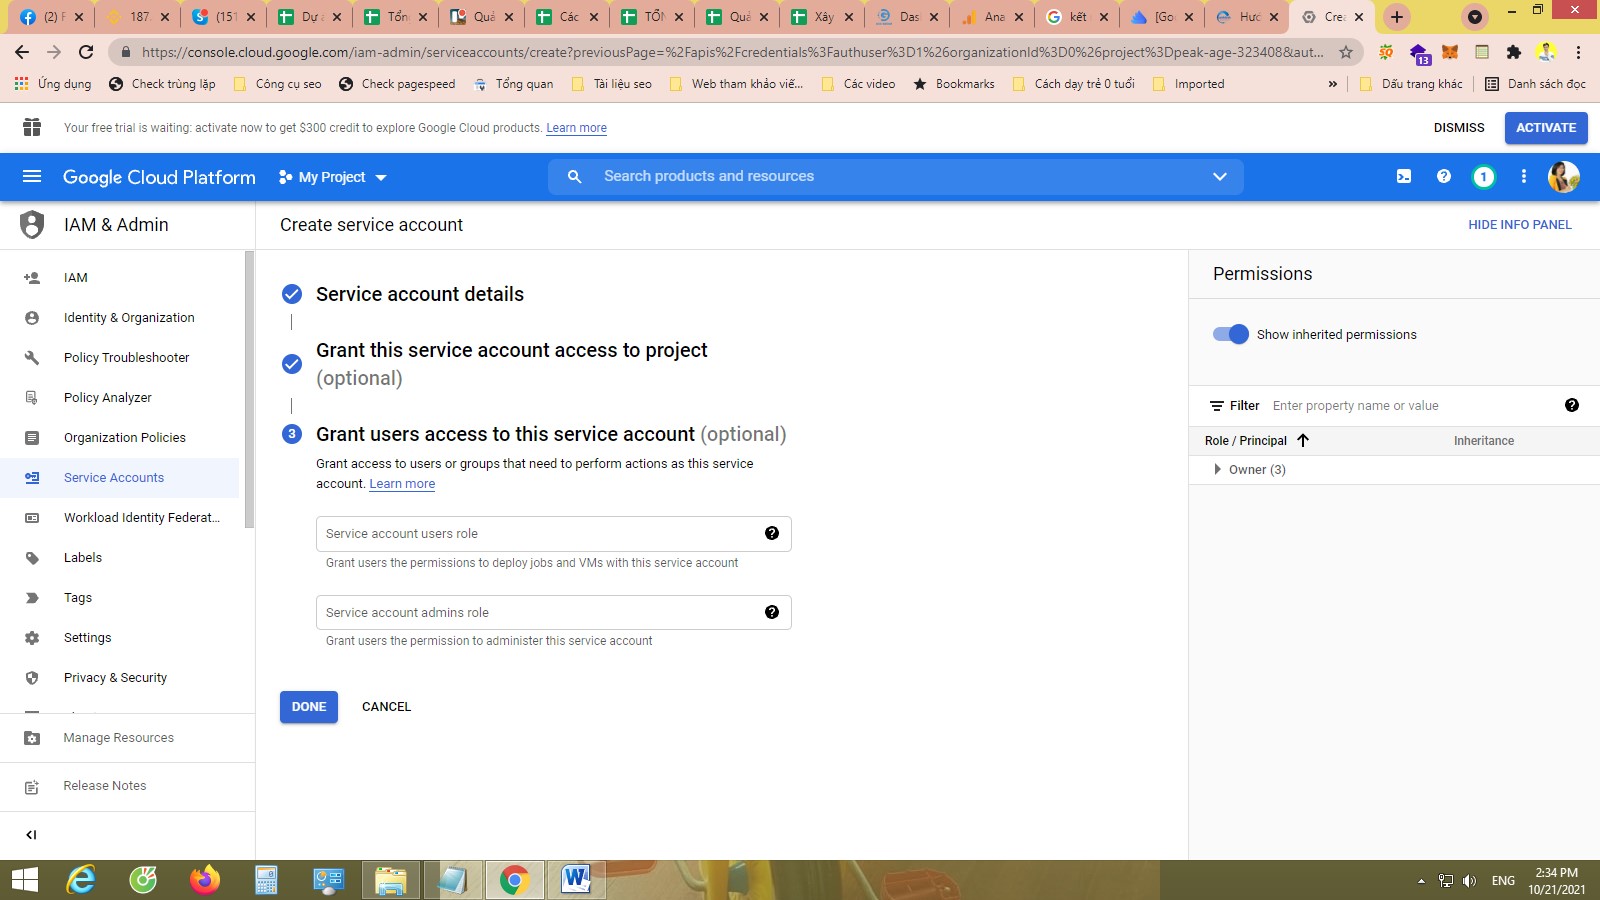 (2) F
187.
(151
Dự a
Tổn
Quả
Các
TỔN
Quả
Xây
Das
Ana
kết
[Go
Hướ
Crea
https://console.cloud.google.com/iam-admin/serviceaccounts/create?previousPage=%2Fapis%2Fcredentials%3Fauthuser%3D1%26organizationId%3D0%26project%3Dpeak-age-323408&aut...
13
Ứng dụng
Check trùng lặp
Công cụ seo
Check pagespeed
Tổng quan
Tài liệu seo
Web tham khảo viế...
Các video
Bookmarks
Cách dạy trẻ 0 tuổi
Imported
»
Dấu trang khác
Danh sách đọc
Your free trial is waiting: activate now to get $300 credit to explore Google Cloud products. Learn more
DISMISS
ACTIVATE
Google Cloud Platform
My Project
Search products and resources
1
IAM & Admin
Create service account
HIDE INFO PANEL
IAM
Identity & Organization
Policy Troubleshooter
Policy Analyzer
Organization Policies
Service Accounts
Workload Identity Federat...
Labels
Tags
Settings
Privacy & Security
Manage Resources
Release Notes
Service account details
Grant this service account access to project
(optional)
3
Grant users access to this service account (optional)
Grant access to users or groups that need to perform actions as this service
account. Learn more
Service account users role
Grant users the permissions to deploy jobs and VMs with this service account
Service account admins role
Grant users the permission to administer this service account
DONE
CANCEL
Permissions
Show inherited permissions
Filter
Enter property name or value
Role / Principal
Inheritance
Owner (3)
ENG
2:34 PM
10/21/2021